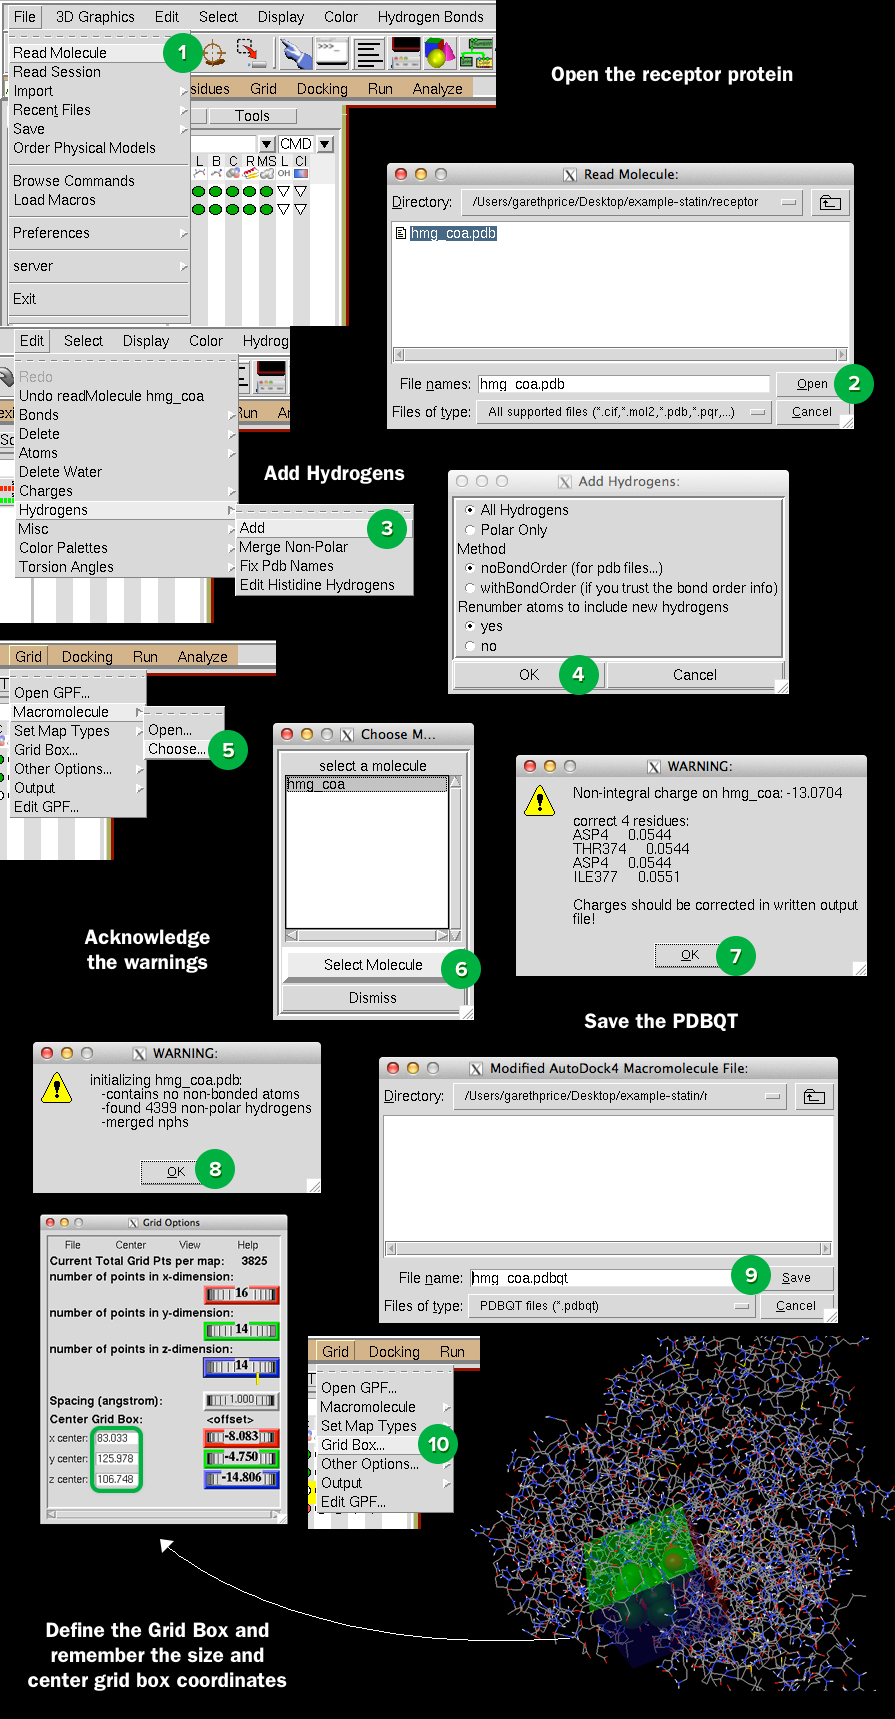 File 3D Graphics Edit Select Display Color Hydrogen Bonds
Read Molecule 1
Read Session
Import
Recent Files
Save
Order Physical Models
Browse Commands
Load Macros
Preferences
server
Exit
sidues Grid Docking Run Analyze
Tools
CMD
L B C R MS L Cl
OH
Open the receptor protein
Read Molecule:
Directory: /Users/garethprice/Desktop/example-statin/receptor
hmg_coa.pdb
File names: hmg_coa.pdb Open 2
Files of type: All supported files (*.cif,*.mol2,*.pdb,*.pqr,...) Cancel
Edit Select Display Color Hydrog
Redo
Undo readMolecule hmg_coa
Bonds
Delete
Atoms
Delete Water
Charges
Hydrogens
Misc
Color Palettes
Torsion Angles
Add 3
Merge Non-Polar
Fix Pdb Names
Edit Histidine Hydrogens
Add Hydrogens
Add Hydrogens:
All Hydrogens
Polar Only
Method
noBondOrder (for pdb files...)
withBondOrder (if you trust the bond order info)
Renumber atoms to include new hydrogens
yes
no
OK 4 Cancel
Grid Docking Run Analyze
Open GPF...
Macromolecule
Set Map Types
Grid Box...
Other Options...
Output
Edit GPF...
Open...
Choose... 5
Choose M...
select a molecule
hmg_coa
Select Molecule 6
Dismiss
WARNING:
Non-integral charge on hmg_coa: -13.0704
correct 4 residues:
ASP4 0.0544
THR374 0.0544
ASP4 0.0544
ILE377 0.0551
Charges should be corrected in written output
file!
OK 7
Acknowledge
the warnings
WARNING:
initializing hmg_coa.pdb:
-contains no non-bonded atoms
-found 4399 non-polar hydrogens
-merged nphs
OK 8
Save the PDBQT
Modified AutoDock4 Macromolecule File:
Directory: /Users/garethprice/Desktop/example-statin/r
File name: hmg_coa.pdbqt 9 Save
Files of type: PDBQT files (*.pdbqt) Cancel
Grid Options
File Center View Help
Current Total Grid Pts per map: 3825
number of points in x-dimension:
16
number of points in y-dimension:
14
number of points in z-dimension:
14
Spacing (angstrom): 1.000
Center Grid Box: <offset>
x center: 83.033 -8.083
y center: 125.978 -4.750
z center: 106.748 -14.806
Grid Docking Run
Open GPF...
Macromolecule
Set Map Types
Grid Box... 10
Other Options...
Output
Edit GPF...
Define the Grid Box and
remember the size and
center grid box coordinates